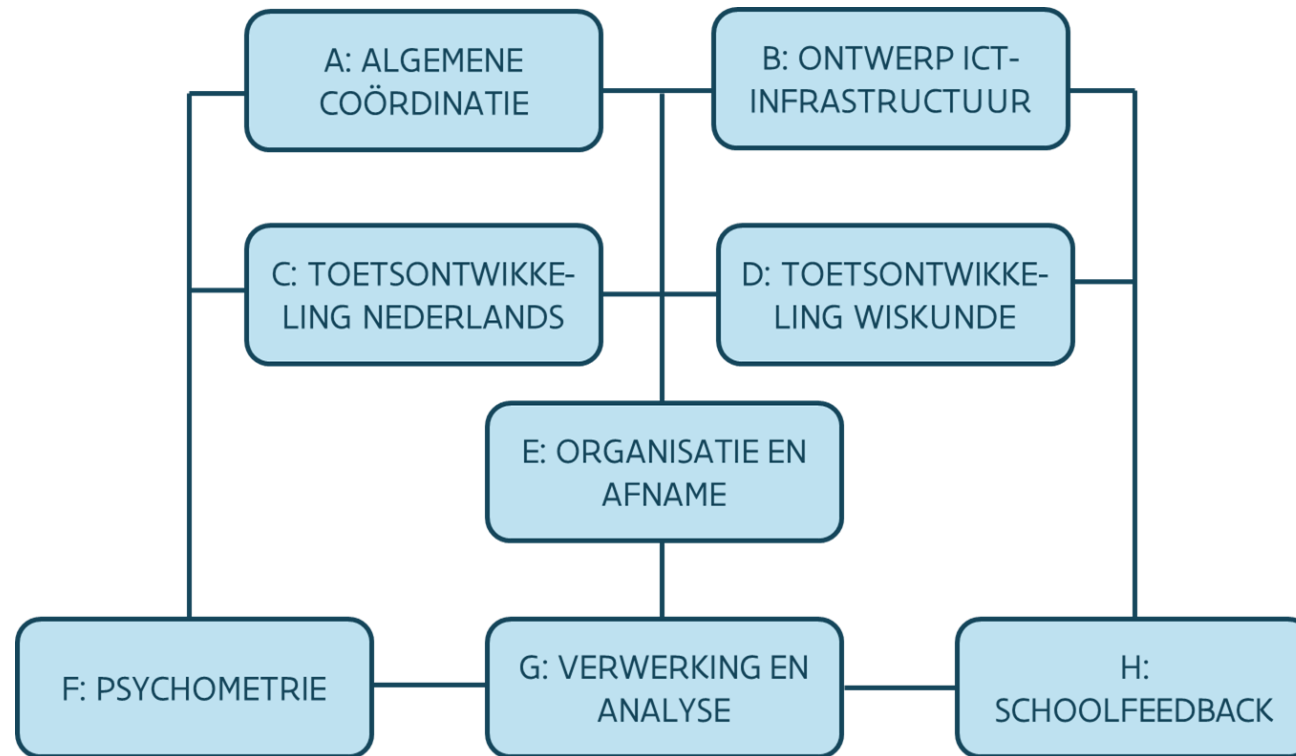 A: ALGEMENE
COÖRDINATIE
B: ONTWERP ICT-
INFRASTRUCTUUR
C: TOETSONTWIKKE-
LING NEDERLANDS
D: TOETSONTWIKKE-
LING WISKUNDE
E: ORGANISATIE EN
AFNAME
F: PSYCHOMETRIE
G: VERWERKING EN
ANALYSE
H:
SCHOOLFEEDBACK